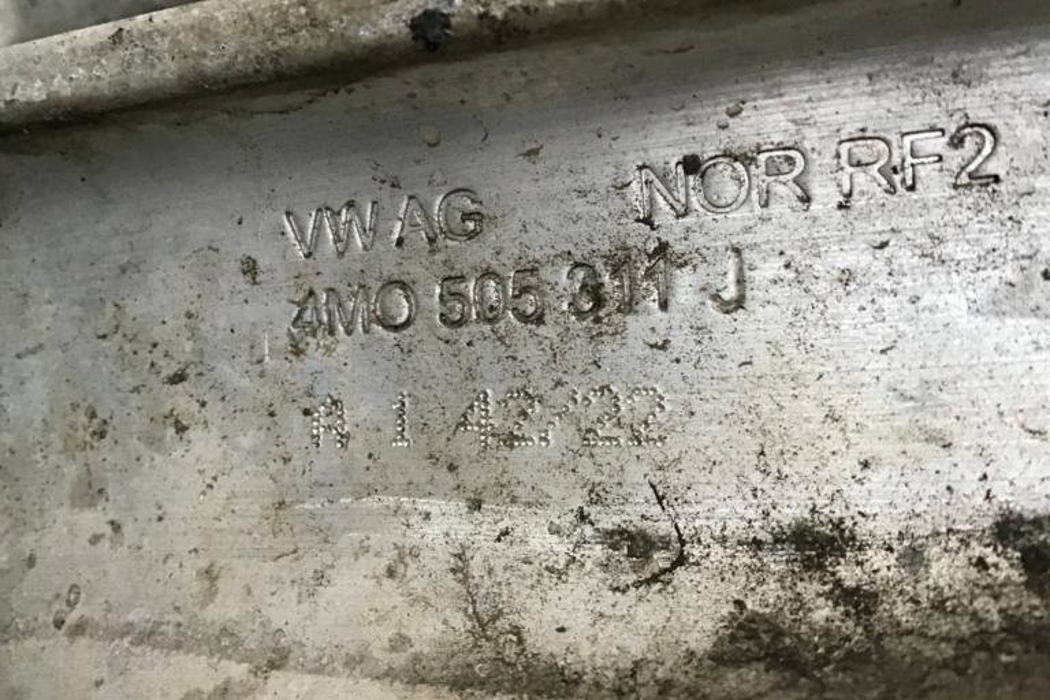 VW AG NOR RF2
4M0 505 311 J
A 1 42/22